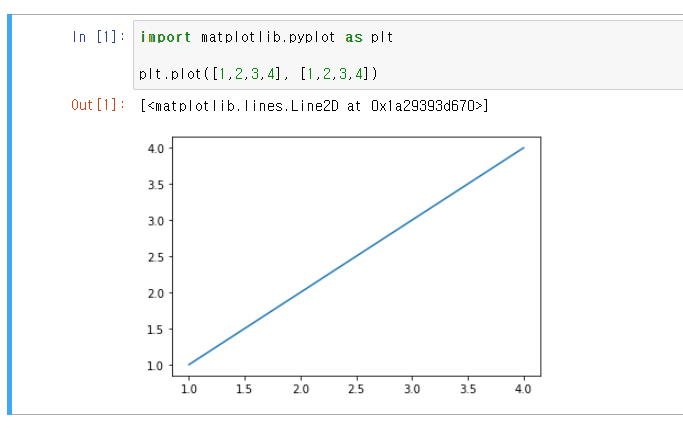 In [1]: import matplotlib.pyplot as plt
plt.plot([1,2,3,4], [1,2,3,4])
Out[1]: [<matplotlib.lines.Line2D at 0x1a29393d670>]
4.0
3.5
3.0
2.5
2.0
1.5
1.0
1.0 1.5 2.0 2.5 3.0 3.5 4.0